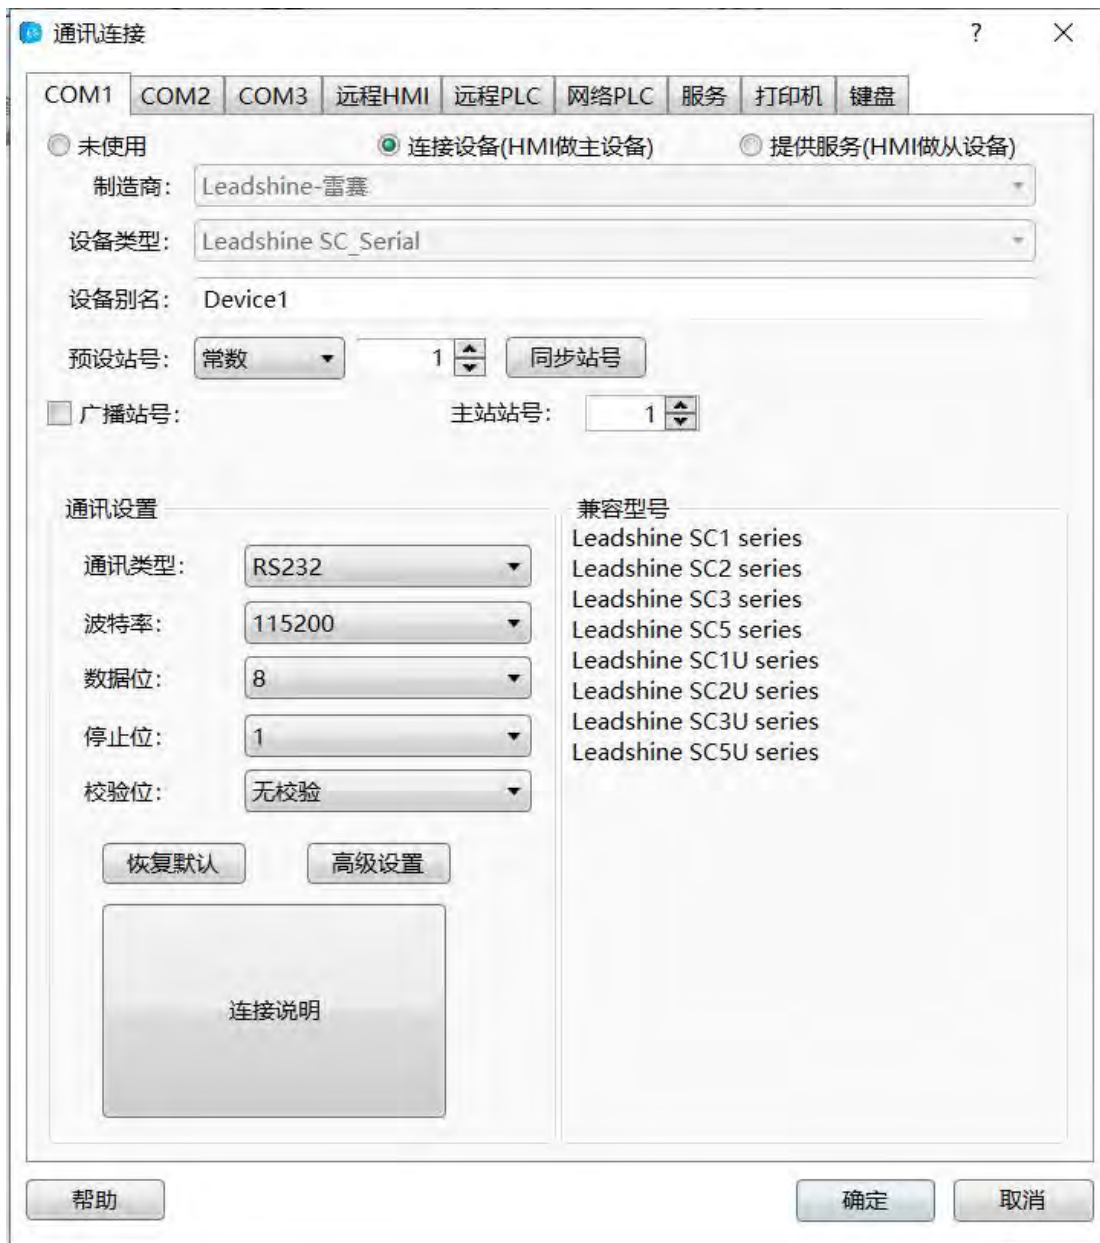 通讯连接 ?
COM1 COM2 COM3 远程HMI 远程PLC 网络PLC 服务 打印机 键盘
未使用 连接设备(HMI做主设备) 提供服务(HMI做从设备)
制造商: Leadshine-雷赛
设备类型: Leadshine SC_Serial
设备别名: Device1
预设站号: 常数 1 同步站号
广播站号: 主站站号: 1
通讯设置
通讯类型: RS232
波特率: 115200
数据位: 8
停止位: 1
校验位: 无校验
恢复默认 高级设置
连接说明
兼容型号
Leadshine SC1 series
Leadshine SC2 series
Leadshine SC3 series
Leadshine SC5 series
Leadshine SC1U series
Leadshine SC2U series
Leadshine SC3U series
Leadshine SC5U series
帮助 确定 取消